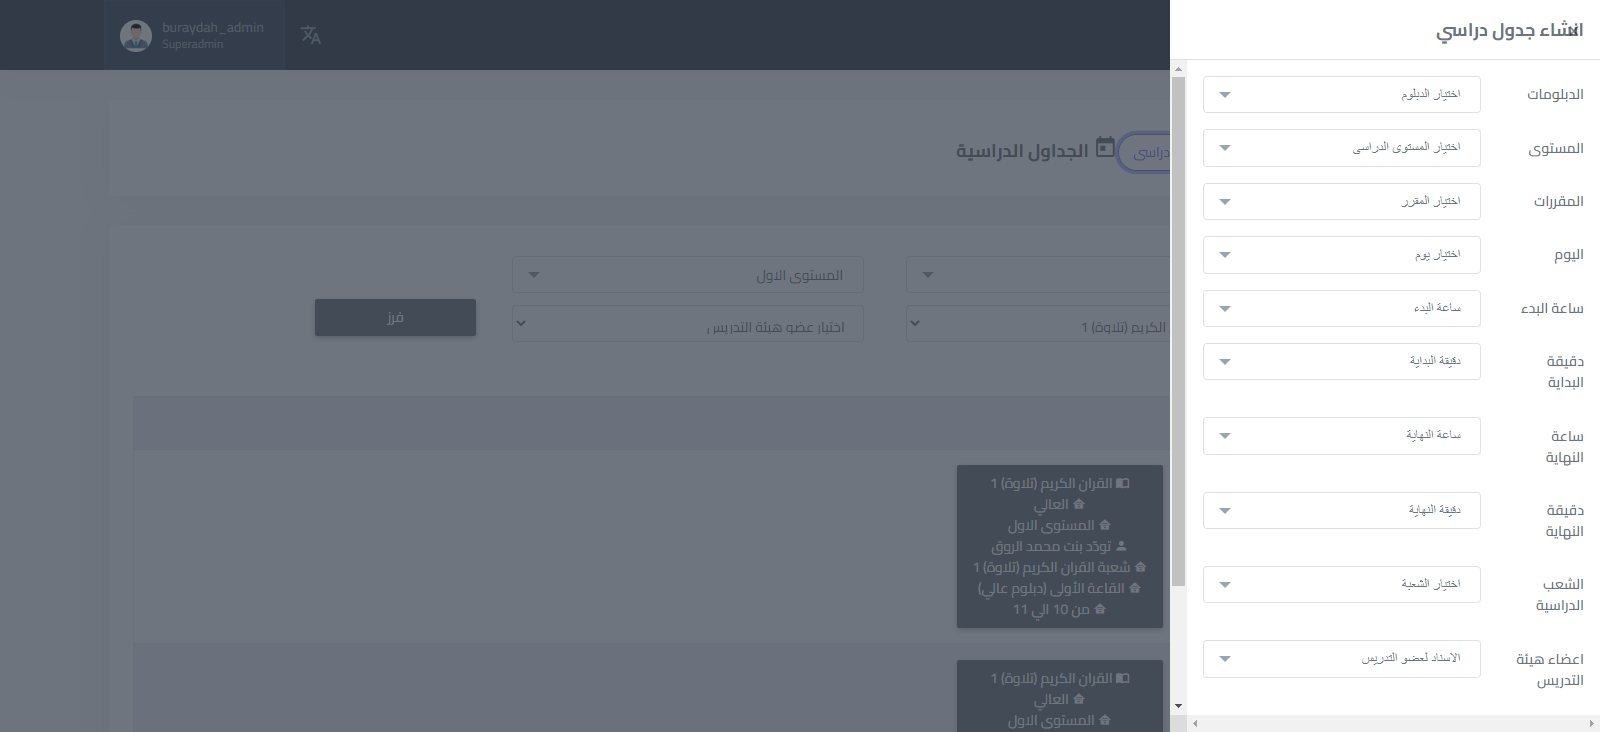 buraydah_admin
Superadmin
انشاء جدول دراسي
الدبلومات
اختيار الدبلوم
المستوى
اختيار المستوى الدراسى
المقررات
اختيار المقرر
اليوم
اختيار يوم
ساعة البدء
ساعة البدء
دقيقة
البداية
دقيقة البداية
ساعة
النهاية
ساعة النهاية
دقيقة
النهاية
دقيقة النهاية
الشعب
الدراسية
اختيار الشعبة
اعضاء هيئة
التدريس
الاسناد لعضو التدريس
دراسى
الجداول الدراسية
المستوى الاول
الكريم (تلاوة) 1
اختيار عضو هيئة التدريس
فرز
القران الكريم (تلاوة) 1
العالي
المستوى الاول
تودّد بنت محمد الروق
شعبة القران الكريم (تلاوة) 1
القاعة الأولى (دبلوم عالي)
من 10 الي 11
القران الكريم (تلاوة) 1
العالي
المستوى الاول